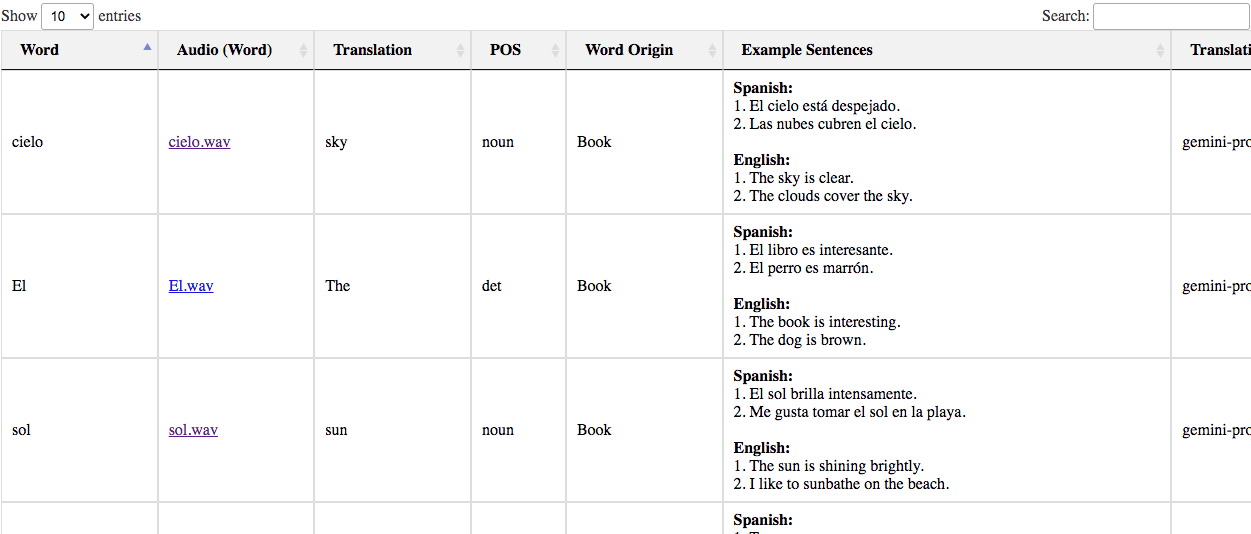 Show 10 entries Search:
Word Audio (Word) Translation POS Word Origin Example Sentences Translati
Spanish:
1. El cielo está despejado.
2. Las nubes cubren el cielo.
cielo cielo.wav sky noun Book gemini-pro
English:
1. The sky is clear.
2. The clouds cover the sky.
Spanish:
1. El libro es interesante.
2. El perro es marrón.
El El.wav The det Book gemini-pro
English:
1. The book is interesting.
2. The dog is brown.
Spanish:
1. El sol brilla intensamente.
2. Me gusta tomar el sol en la playa.
sol sol.wav sun noun Book gemini-pro
English:
1. The sun is shining brightly.
2. I like to sunbathe on the beach.
Spanish: